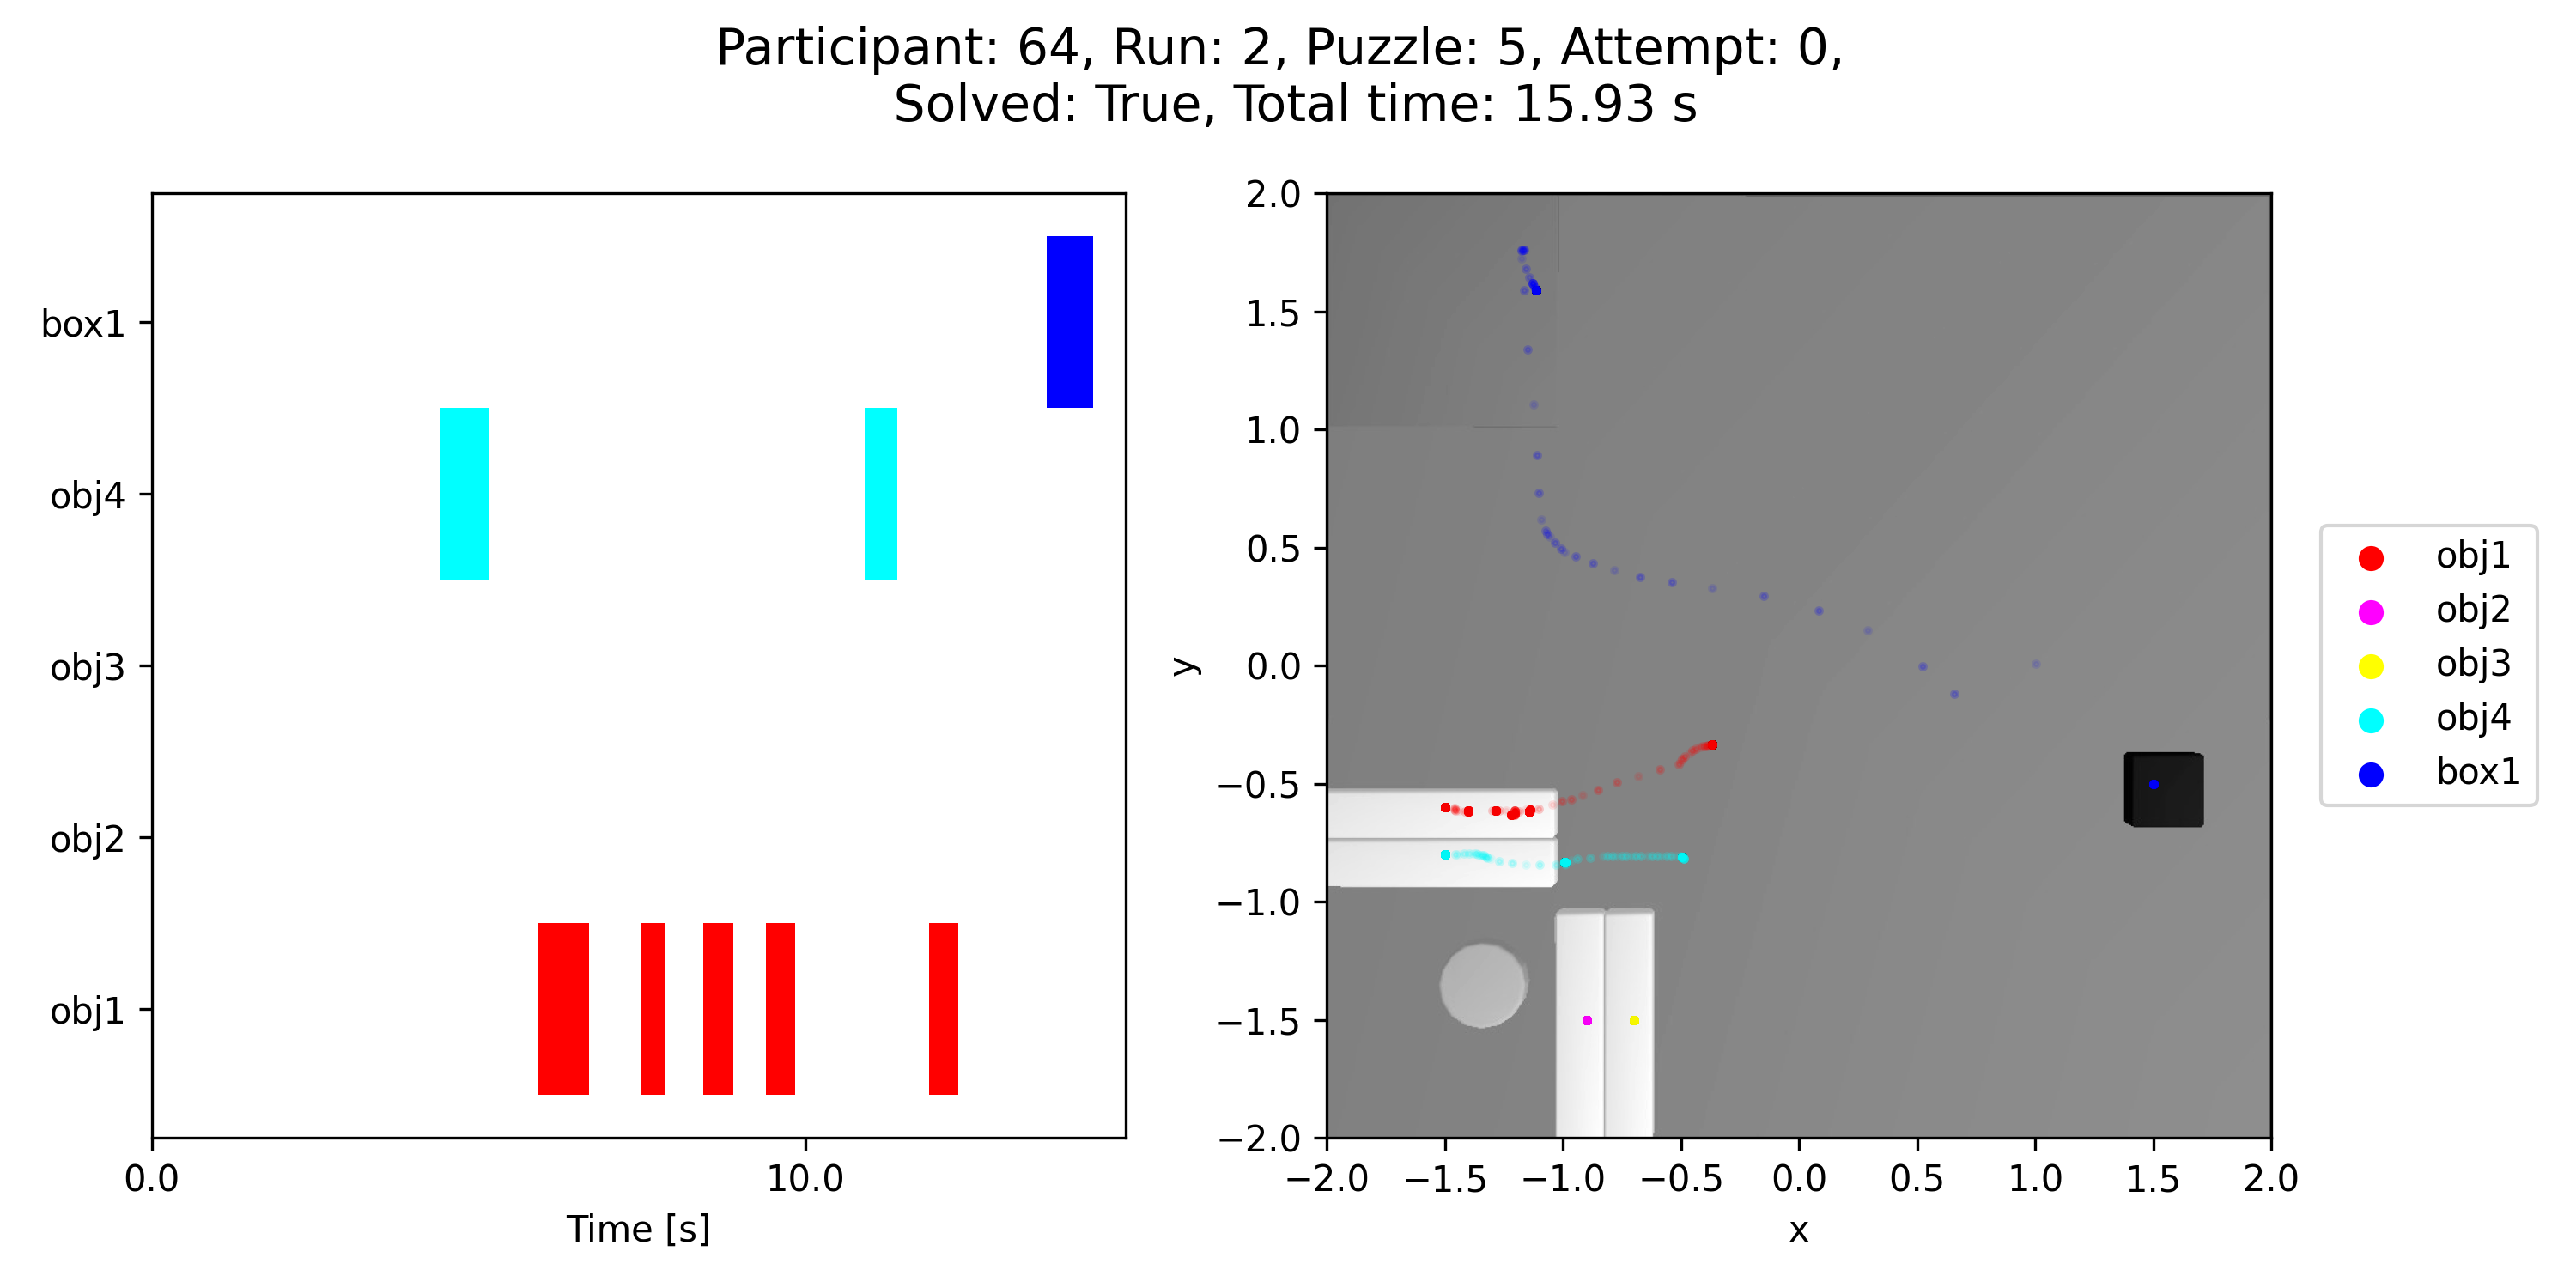 Participant: 64, Run: 2, Puzzle: 5, Attempt: 0,
Solved: True, Total time: 15.93 s
box1
obj4
obj3
obj2
obj1
0.0
10.0
Time [s]
2.0
1.5
1.0
0.5
0.0
−0.5
−1.0
−1.5
−2.0
y
−2.0
−1.5
−1.0
−0.5
0.0
0.5
1.0
1.5
2.0
x
obj1
obj2
obj3
obj4
box1